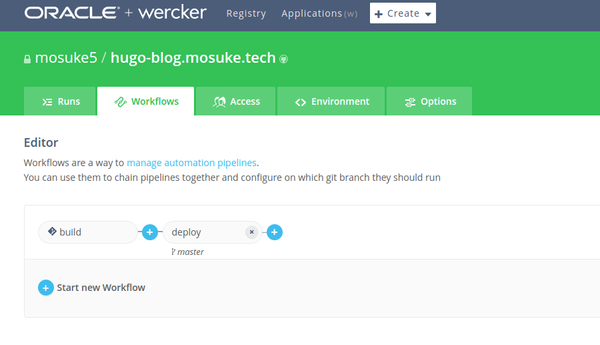 ORACLE + wercker Registry Applications (w) + Create
mosuke5 / hugo-blog.mosuke.tech
Runs Workflows Access Environment Options
Editor
Workflows are a way to manage automation pipelines.
You can use them to chain pipelines together and configure on which git branch they should run
build + deploy × +
master
+ Start new Workflow